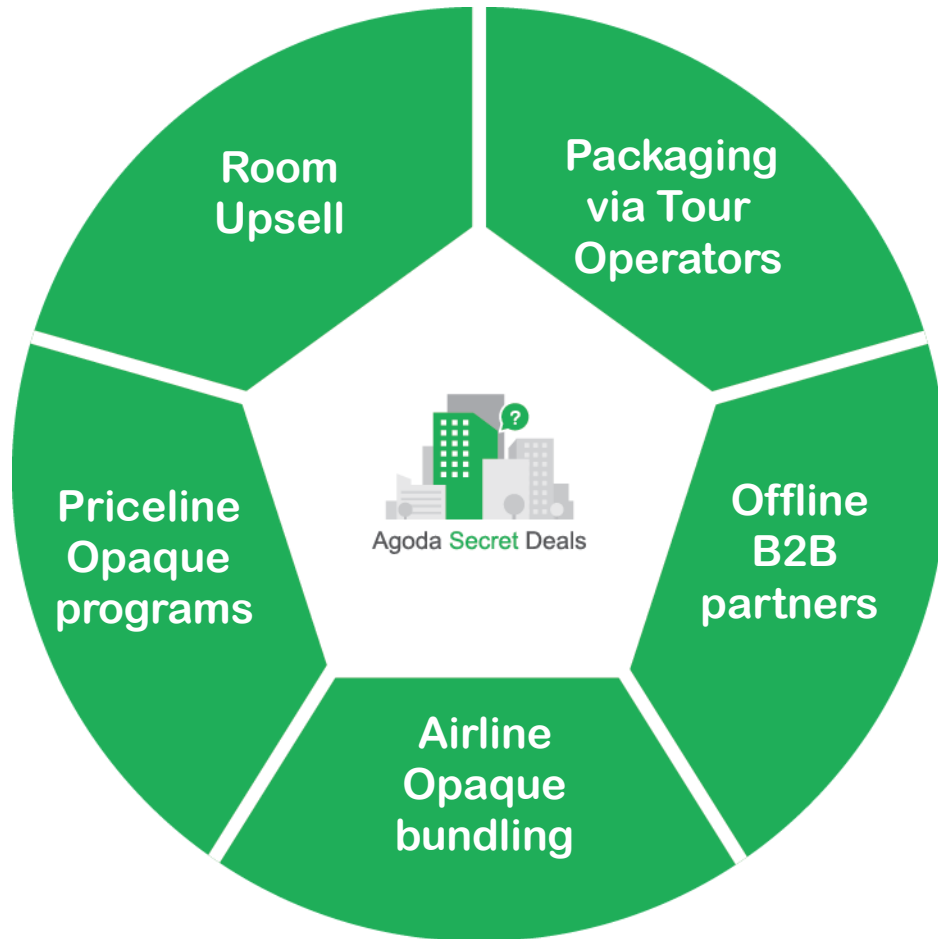 Room
Upsell
Packaging
via Tour
Operators
Priceline
Opaque
programs
?
Agoda Secret Deals
Offline
B2B
partners
Airline
Opaque
bundling